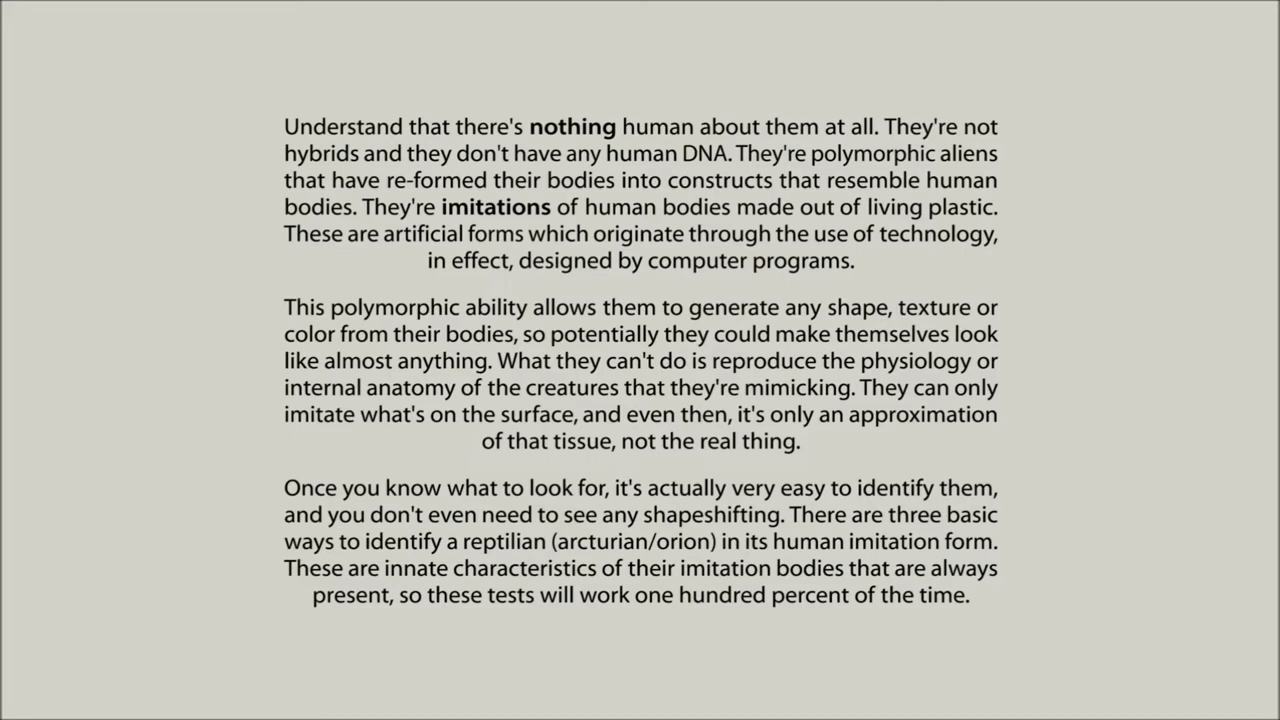 Understand that there's nothing human about them at all. They're not
hybrids and they don't have any human DNA. They're polymorphic aliens
that have re-formed their bodies into constructs that resemble human
bodies. They're imitations of human bodies made out of living plastic.
These are artificial forms which originate through the use of technology,
in effect, designed by computer programs.
This polymorphic ability allows them to generate any shape, texture or
color from their bodies, so potentially they could make themselves look
like almost anything. What they can't do is reproduce the physiology or
internal anatomy of the creatures that they're mimicking. They can only
imitate what's on the surface, and even then, it's only an approximation
of that tissue, not the real thing.
Once you know what to look for, it's actually very easy to identify them,
and you don't even need to see any shapeshifting. There are three basic
ways to identify a reptilian (arcturian/orion) in its human imitation form.
These are innate characteristics of their imitation bodies that are always
present, so these tests will work one hundred percent of the time.